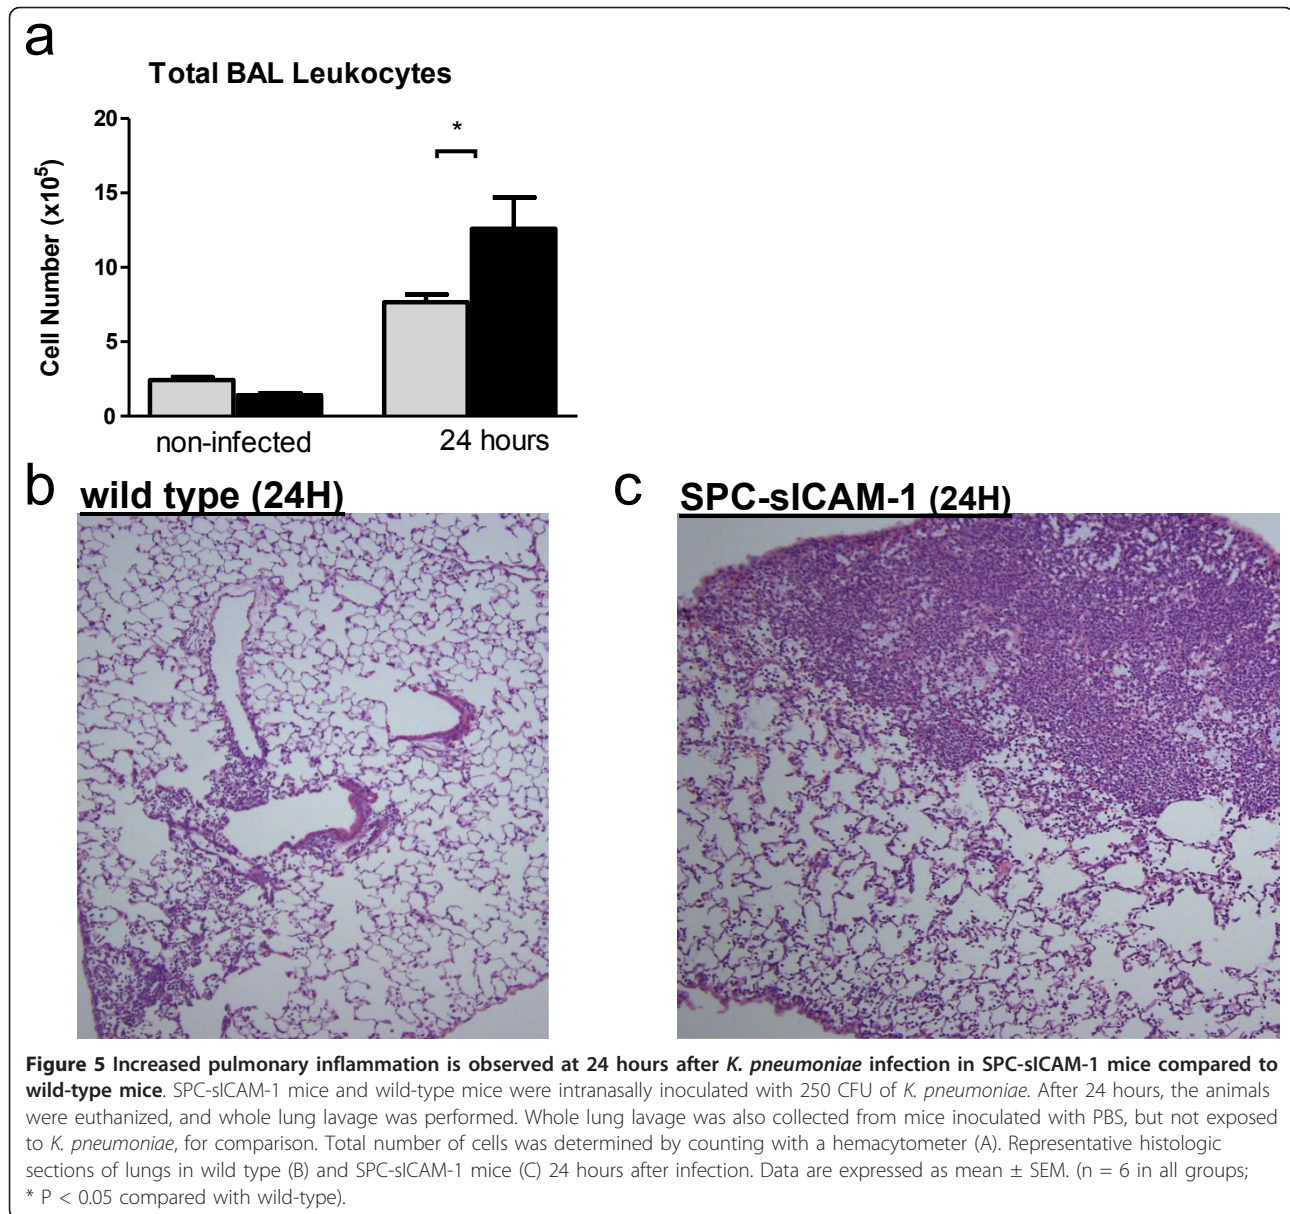 a
Total BAL Leukocytes
20
15
10
5
0
Cell Number (x10⁵)
*
non-infected
24 hours
b
wild type (24H)
c
SPC-sICAM-1 (24H)
Figure 5 Increased pulmonary inflammation is observed at 24 hours after K. pneumoniae infection in SPC-sICAM-1 mice compared to
wild-type mice. SPC-sICAM-1 mice and wild-type mice were intranasally inoculated with 250 CFU of K. pneumoniae. After 24 hours, the animals
were euthanized, and whole lung lavage was performed. Whole lung lavage was also collected from mice inoculated with PBS, but not exposed
to K. pneumoniae, for comparison. Total number of cells was determined by counting with a hemacytometer (A). Representative histologic
sections of lungs in wild type (B) and SPC-sICAM-1 mice (C) 24 hours after infection. Data are expressed as mean ± SEM. (n = 6 in all groups;
* P < 0.05 compared with wild-type).